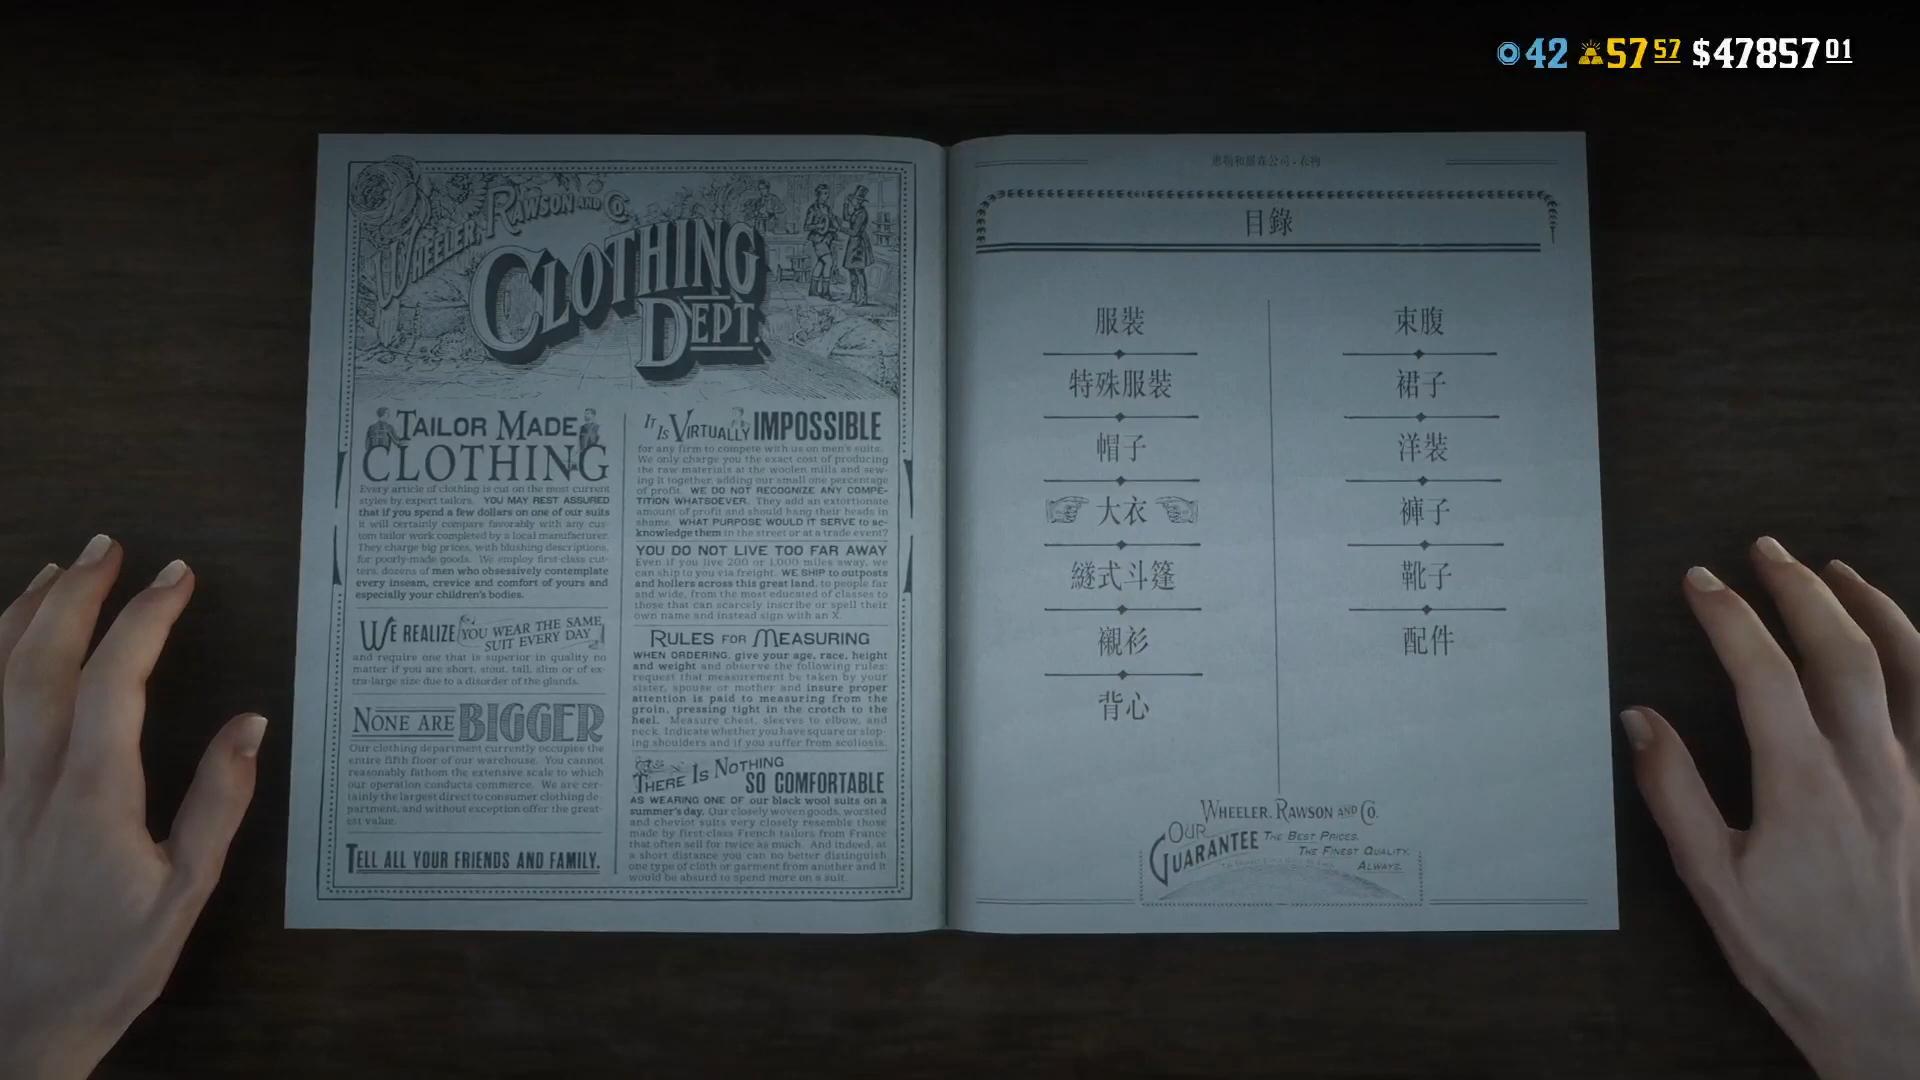 42 57 57 $47857 01
WHEELER, RAWSON AND CO.
CLOTHING
DEPT.
TAILOR MADE
CLOTHING
Every article of clothing is cut on the most current
styles by expert tailors. YOU MAY REST ASSURED
that if you spend a few dollars on one of our suits
it will certainly compare favorably with any cus-
tom tailor work completed by a local manufacturer.
They charge big prices, with blushing descriptions,
for poorly-made goods. We employ first-class cut-
ters, dozens of men who obsessively contemplate
every inseam, crevice and comfort of yours and
especially your children's bodies.
WE REALIZE YOU WEAR THE SAME
SUIT EVERY DAY
and require one that is superior in quality no
matter if you are short, stout, tall, slim or of ex-
tra-large size due to a disorder of the glands.
NONE ARE BIGGER
Our clothing department currently occupies the
entire fifth floor of our warehouse. You cannot
reasonably fathom the extensive scale to which
our operation conducts commerce. We are cer-
tainly the largest direct to consumer clothing de-
partment, and without exception offer the great-
est value.
TELL ALL YOUR FRIENDS AND FAMILY.
IT IS VIRTUALLY IMPOSSIBLE
for any firm to compete with us on men's suits.
We only charge you the exact cost of producing
the raw materials at the woolen mills and sew-
ing it together, adding our small one percentage
of profit. WE DO NOT RECOGNIZE ANY COMPE-
TITION WHATSOEVER. They add an extortionate
amount of profit and should hang their heads in
shame. WHAT PURPOSE WOULD IT SERVE to ac-
knowledge them in the street or at a trade event?
YOU DO NOT LIVE TOO FAR AWAY
Even if you live 200 or 1,000 miles away, we
can ship to you via freight. WE SHIP to outposts
and hollers across this great land, to people far
and wide, from the most educated of classes to
those that can scarcely inscribe or spell their
own name and instead sign with an X.
RULES FOR MEASURING
WHEN ORDERING, give your age, race, height
and weight and observe the following rules:
request that measurement be taken by your
sister, spouse or mother and insure proper
attention is paid to measuring from the
groin, pressing tight in the crotch to the
heel. Measure chest, sleeves to elbow, and
neck. Indicate whether you have square or slop-
ing shoulders and if you suffer from scoliosis.
THERE IS NOTHING
SO COMFORTABLE
AS WEARING ONE OF our black wool suits on a
summer's day. Our closely woven goods, worsted
and cheviot suits very closely resemble those
made by first-class French tailors from France
that often sell for twice as much. And indeed, at
a short distance you can no better distinguish
one type of cloth or garment from another and it
would be absurd to spend more on a suit.
惠勒和羅森公司 - 衣物
目錄
服裝
特殊服裝
帽子
大衣
繸式斗篷
襯衫
背心
束腹
裙子
洋裝
褲子
靴子
配件
WHEELER, RAWSON AND CO.
OUR
GUARANTEE
THE BEST PRICES.
THE FINEST QUALITY.
ALWAYS.